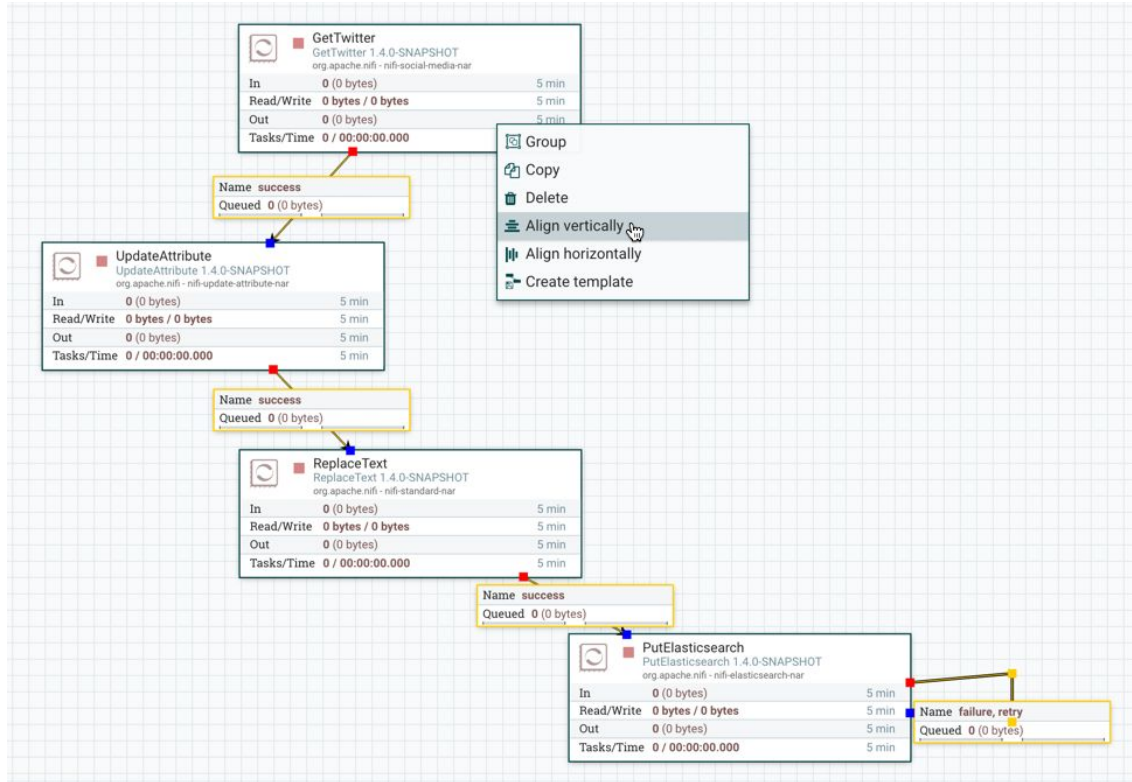 GetTwitter
GetTwitter 1.4.0-SNAPSHOT
org.apache.nifi - nifi-social-media-nar
In 0 (0 bytes) 5 min
Read/Write 0 bytes / 0 bytes 5 min
Out 0 (0 bytes) 5 min
Tasks/Time 0 / 00:00:00.000
Group
Copy
Delete
Align vertically
Align horizontally
Create template
Name success
Queued 0 (0 bytes)
UpdateAttribute
UpdateAttribute 1.4.0-SNAPSHOT
org.apache.nifi - nifi-update-attribute-nar
In 0 (0 bytes) 5 min
Read/Write 0 bytes / 0 bytes 5 min
Out 0 (0 bytes) 5 min
Tasks/Time 0 / 00:00:00.000 5 min
Name success
Queued 0 (0 bytes)
ReplaceText
ReplaceText 1.4.0-SNAPSHOT
org.apache.nifi - nifi-standard-nar
In 0 (0 bytes) 5 min
Read/Write 0 bytes / 0 bytes 5 min
Out 0 (0 bytes) 5 min
Tasks/Time 0 / 00:00:00.000 5 min
Name success
Queued 0 (0 bytes)
PutElasticsearch
PutElasticsearch 1.4.0-SNAPSHOT
org.apache.nifi - nifi-elasticsearch-nar
In 0 (0 bytes) 5 min
Read/Write 0 bytes / 0 bytes 5 min
Out 0 (0 bytes) 5 min
Tasks/Time 0 / 00:00:00.000 5 min
Name failure, retry
Queued 0 (0 bytes)